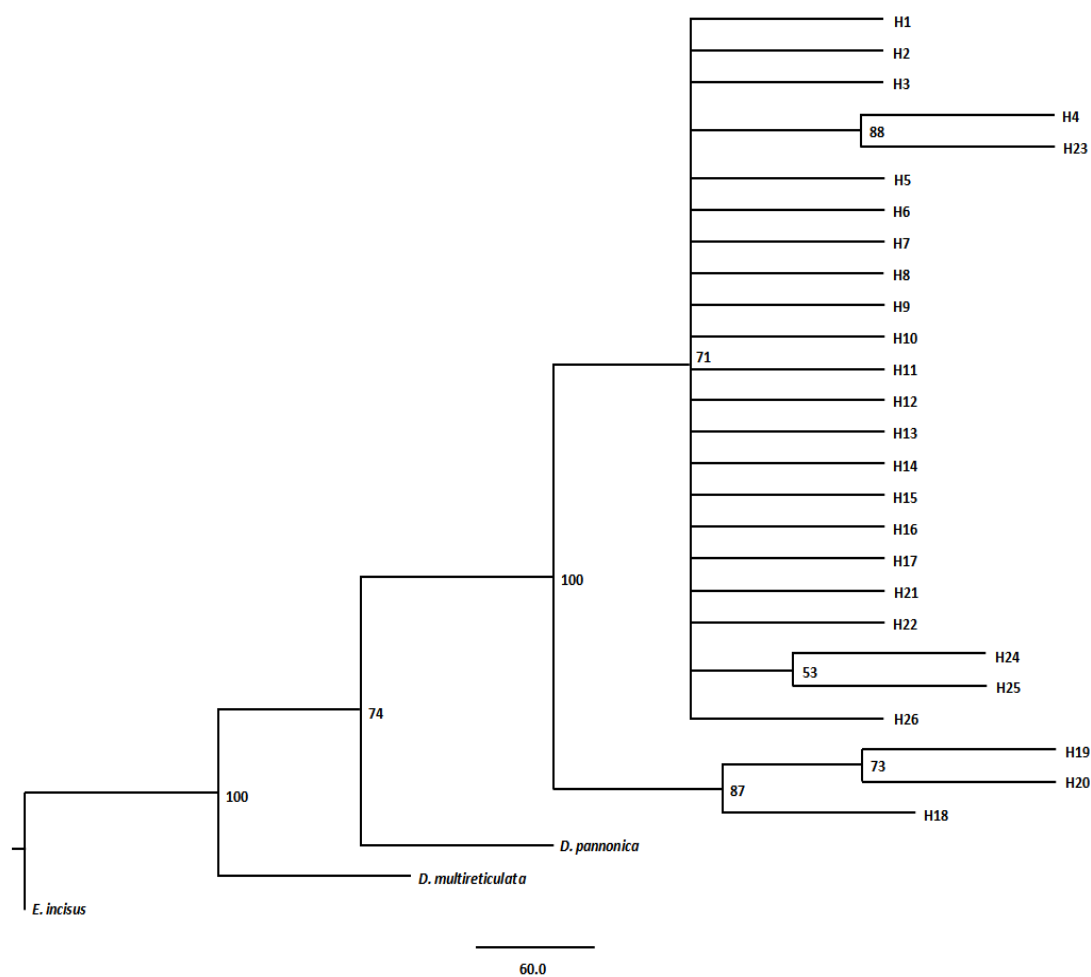 H1
H2
H3
H4
88
H23
H5
H6
H7
H8
H9
H10
71
H11
H12
H13
H14
H15
H16
H17
100
H21
H22
H24
53
H25
74
H26
H19
73
H20
87
100
H18
D. pannonica
D. multireticulata
E. incisus
60.0